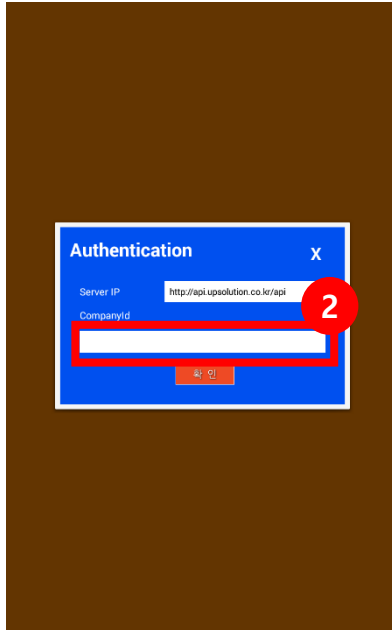 Authentication X
Server IP http://api.upsolution.co.kr/api
2
CompanyId
확 인